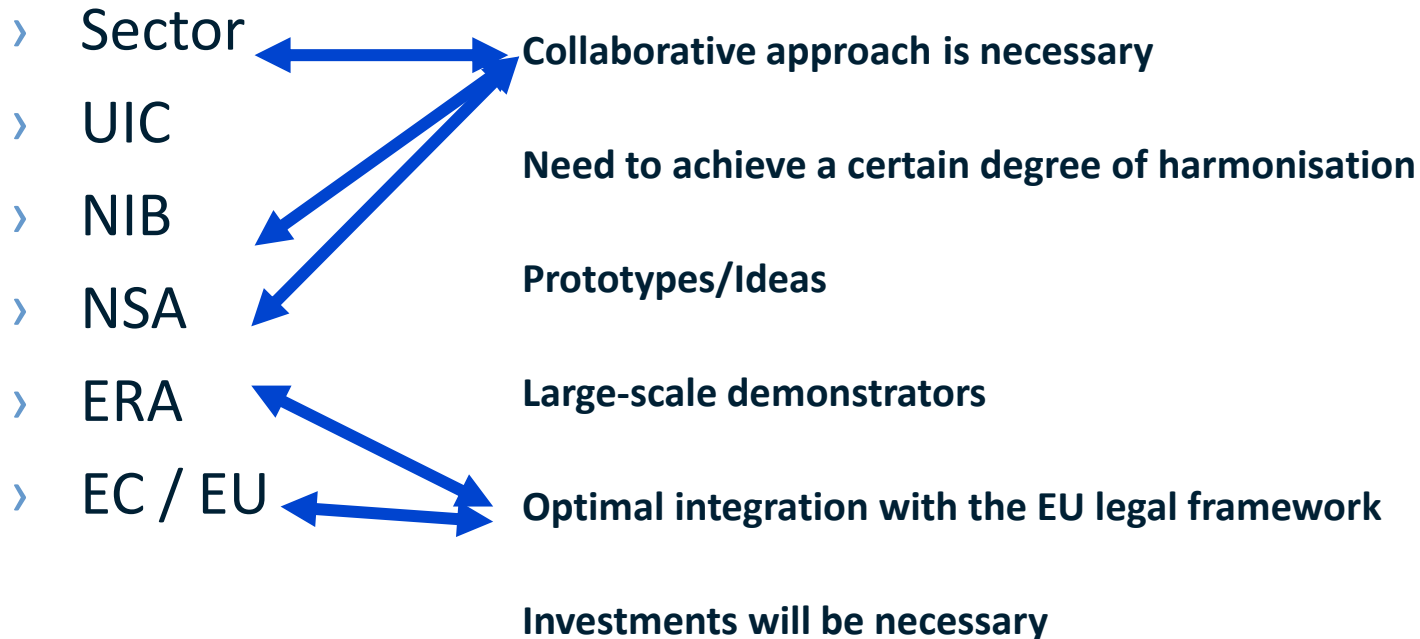 Sector
UIC
NIB
NSA
ERA
EC / EU
Collaborative approach is necessary
Need to achieve a certain degree of harmonisation
Prototypes/Ideas
Large-scale demonstrators
Optimal integration with the EU legal framework
Investments will be necessary